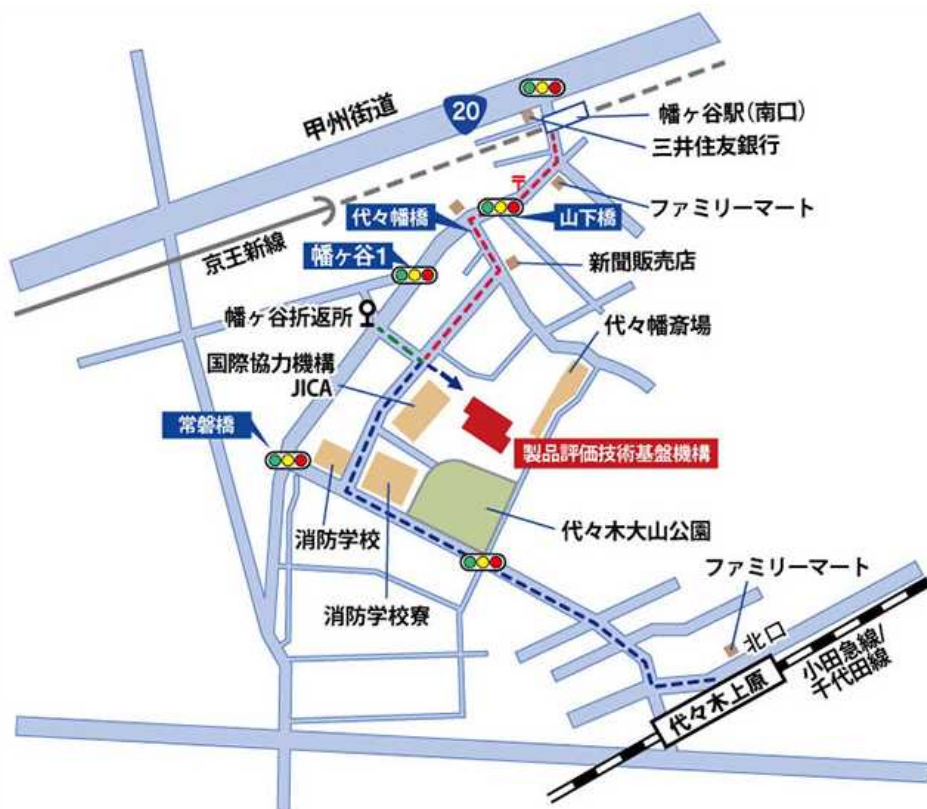 甲州街道
20
幡ヶ谷駅(南口)
三井住友銀行
〒
ファミリーマート
代々幡橋
山下橋
京王新線
幡ヶ谷1
新聞販売店
幡ヶ谷折返所
代々幡斎場
国際協力機構
JICA
常磐橋
製品評価技術基盤機構
消防学校
代々木大山公園
消防学校寮
ファミリーマート
北口
小田急線/
千代田線
代々木上原